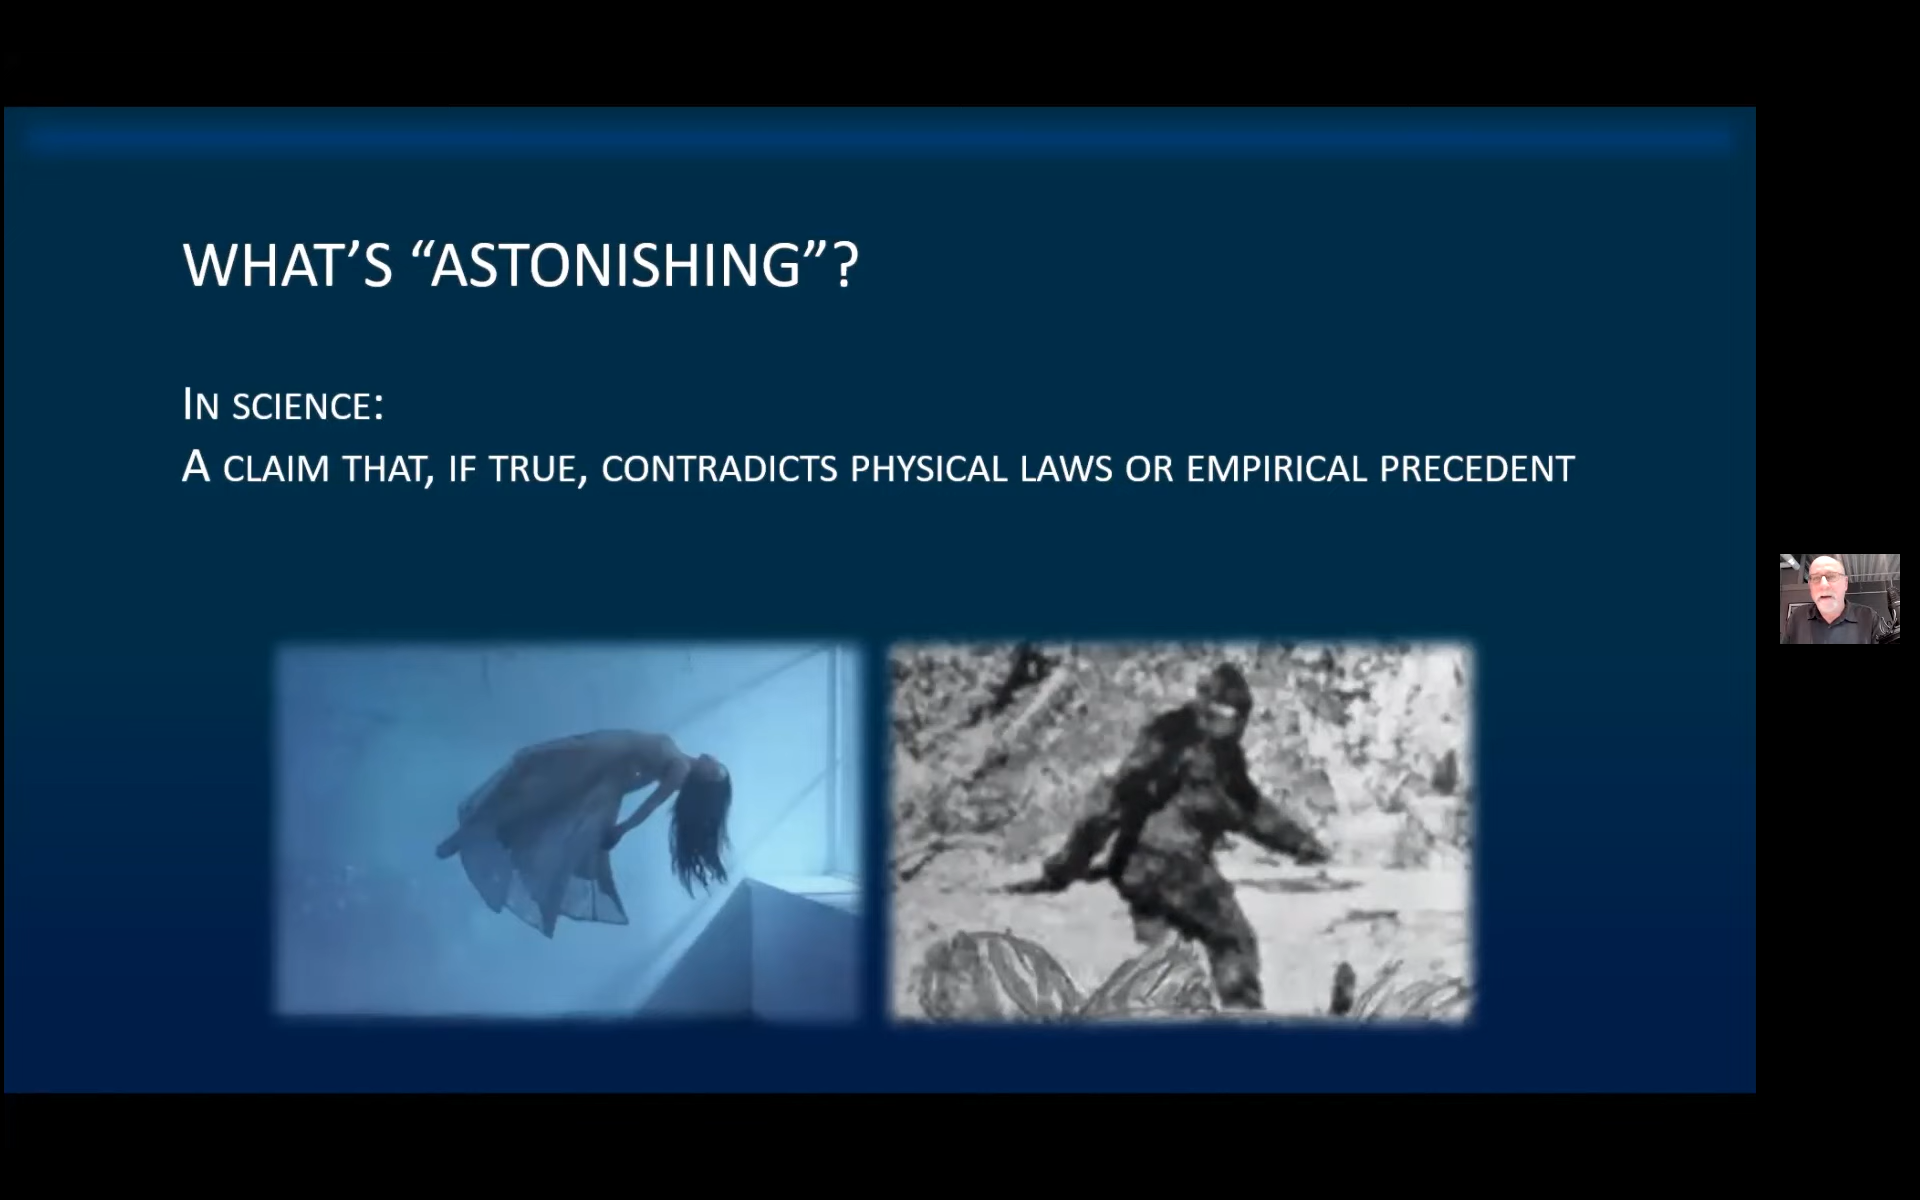 WHAT’S “ASTONISHING”?
IN SCIENCE:
A CLAIM THAT, IF TRUE, CONTRADICTS PHYSICAL LAWS OR EMPIRICAL PRECEDENT